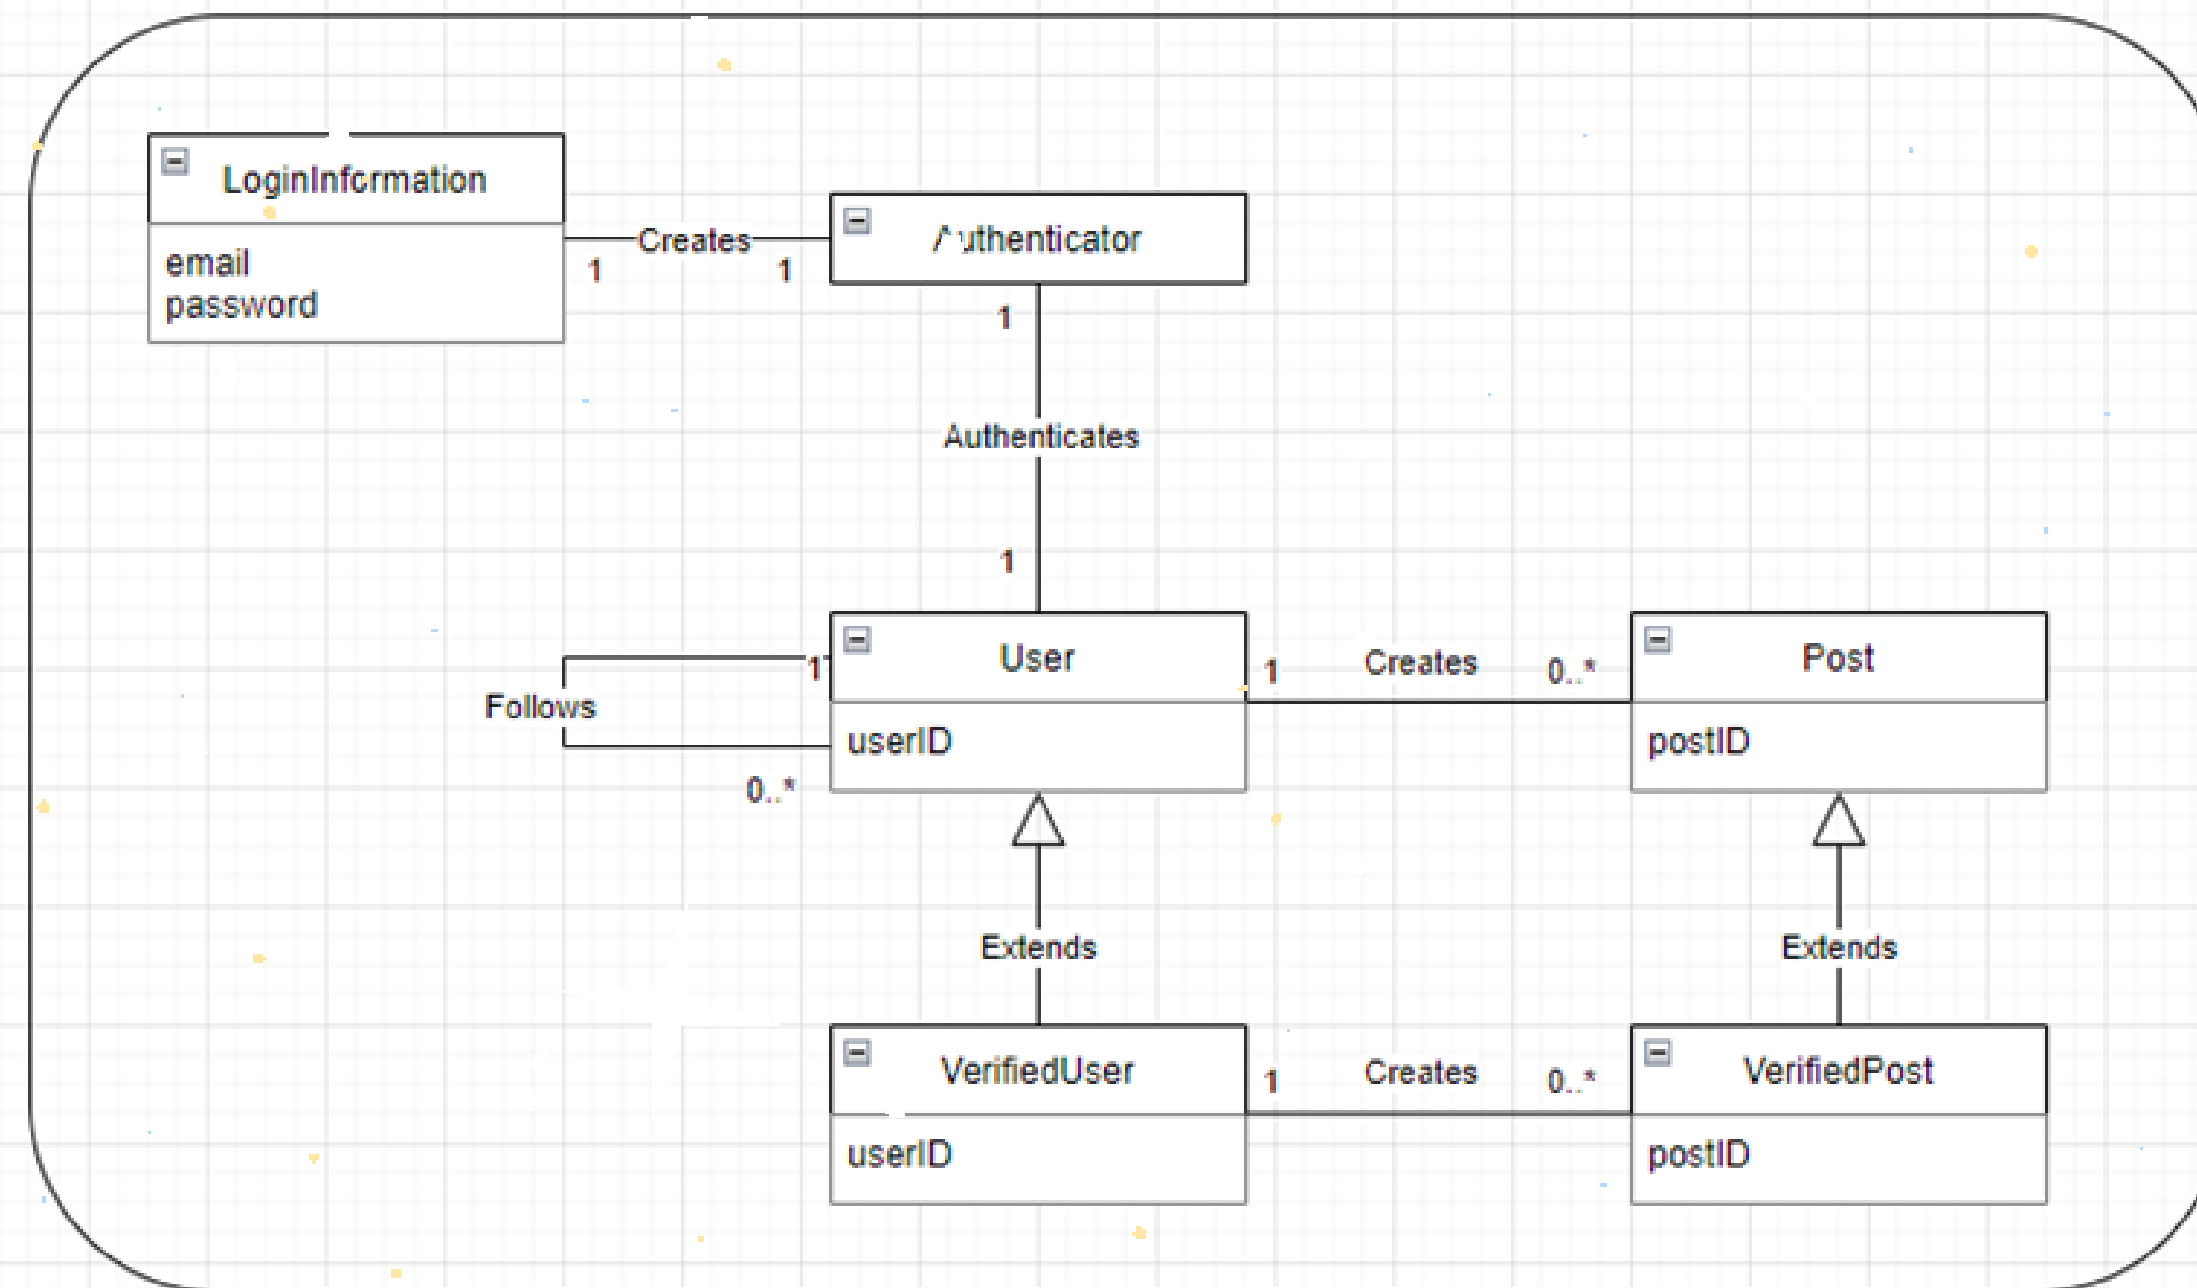 LoginInformation
email
password
Creates
1
1
Authenticator
1
Authenticates
1
User
userID
1
Follows
0..*
1
Creates
0..*
Post
postID
Extends
Extends
VerifiedUser
userID
1
Creates
0..*
VerifiedPost
postID